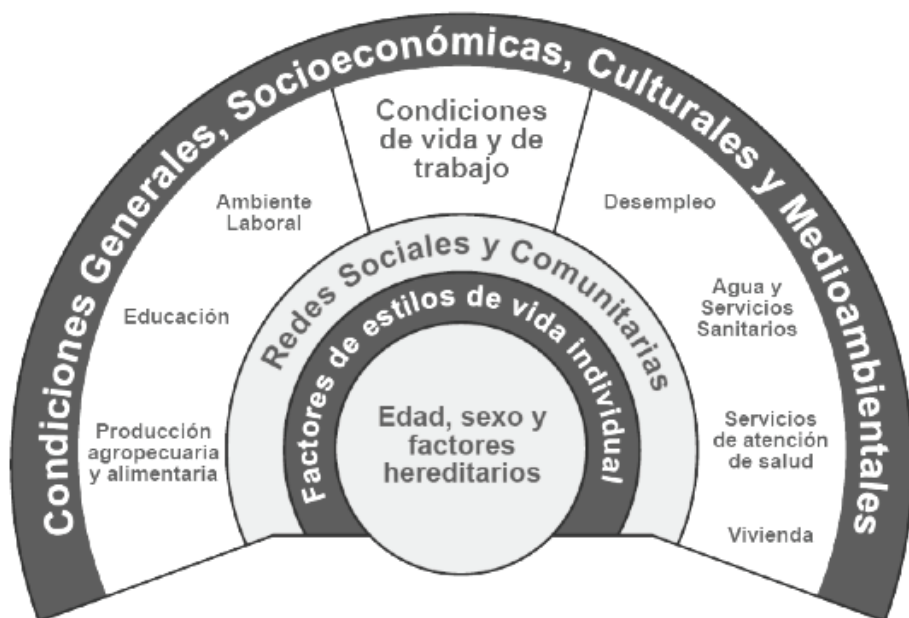 Condiciones Generales, Socioeconómicas, Culturales y Medioambientales
Condiciones
de vida y de
trabajo
Ambiente
Laboral
Desempleo
Educación
Agua y
Servicios
Sanitarios
Producción
agropecuaria
y alimentaria
Servicios
de atención
de salud
Vivienda
Redes Sociales y Comunitarias
Factores de estilos de vida individual
Edad, sexo y
factores
hereditarios